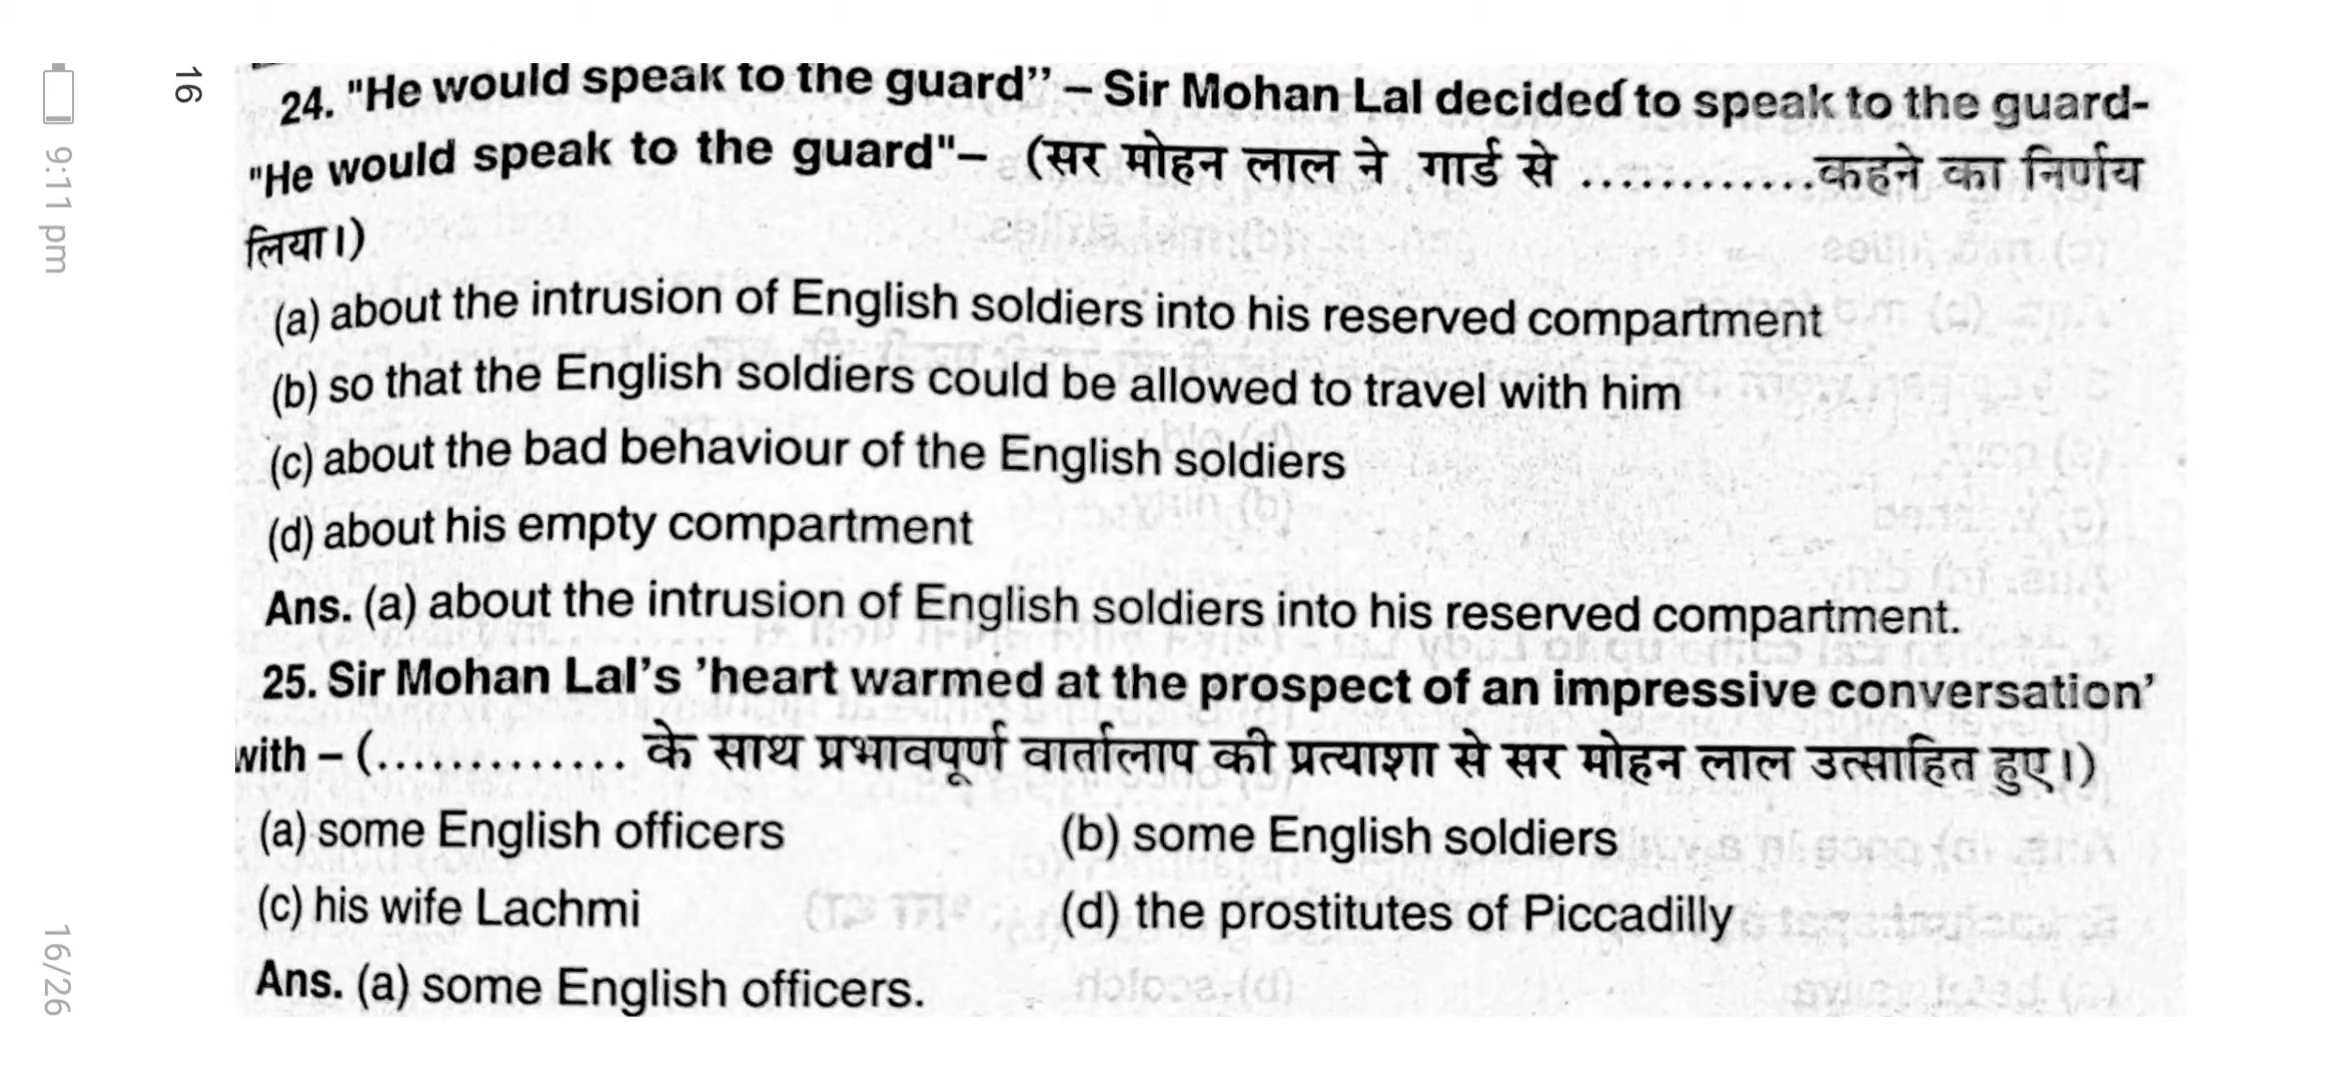 9:11 pm
16/26
16
24. "He would speak to the guard” – Sir Mohan Lal decided to speak to the guard-
"He would speak to the guard"– (सर मोहन लाल ने गार्ड से .............कहने का निर्णय
लिया।)
(a) about the intrusion of English soldiers into his reserved compartment
(b) so that the English soldiers could be allowed to travel with him
(c) about the bad behaviour of the English soldiers
(d) about his empty compartment
Ans. (a) about the intrusion of English soldiers into his reserved compartment.
25. Sir Mohan Lal’s ’heart warmed at the prospect of an impressive conversation’
with – (............. के साथ प्रभावपूर्ण वार्तालाप की प्रत्याशा से सर मोहन लाल उत्साहित हुए।)
(a) some English officers (b) some English soldiers
(c) his wife Lachmi (d) the prostitutes of Piccadilly
Ans. (a) some English officers.